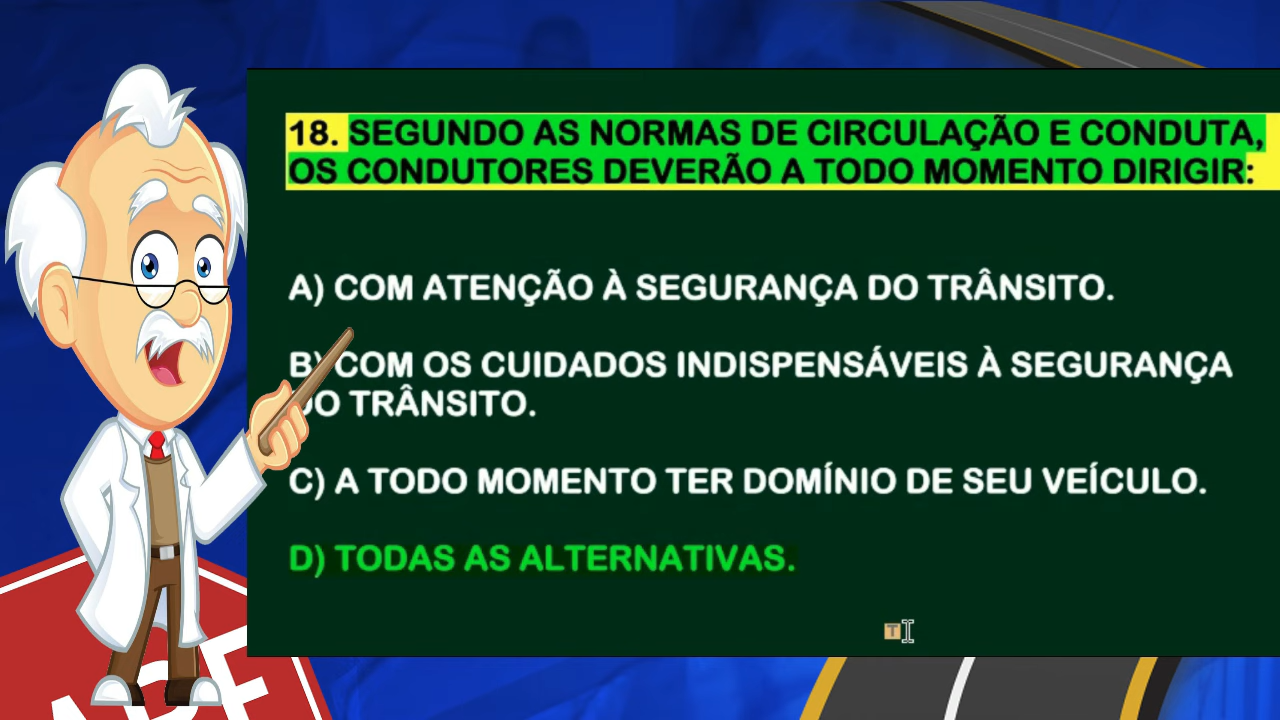 18. SEGUNDO AS NORMAS DE CIRCULAÇÃO E CONDUTA,
OS CONDUTORES DEVERÃO A TODO MOMENTO DIRIGIR:
A) COM ATENÇÃO À SEGURANÇA DO TRÂNSITO.
B) COM OS CUIDADOS INDISPENSÁVEIS À SEGURANÇA
DO TRÂNSITO.
C) A TODO MOMENTO TER DOMÍNIO DE SEU VEÍCULO.
D) TODAS AS ALTERNATIVAS.
T